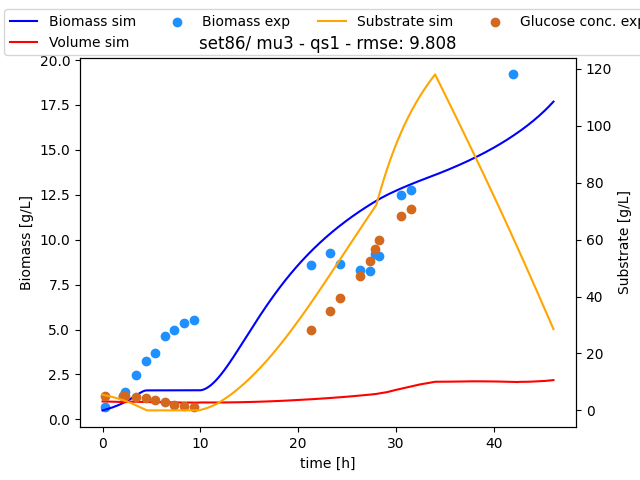 Biomass sim Biomass exp Substrate sim Glucose conc. exp
Volume sim
set86/ mu3 - qs1 - rmse: 9.808
20.0
17.5
15.0
12.5
10.0
7.5
5.0
2.5
0.0
Biomass [g/L]
120
100
80
60
40
20
0
Substrate [g/L]
0 10 20 30 40
time [h]